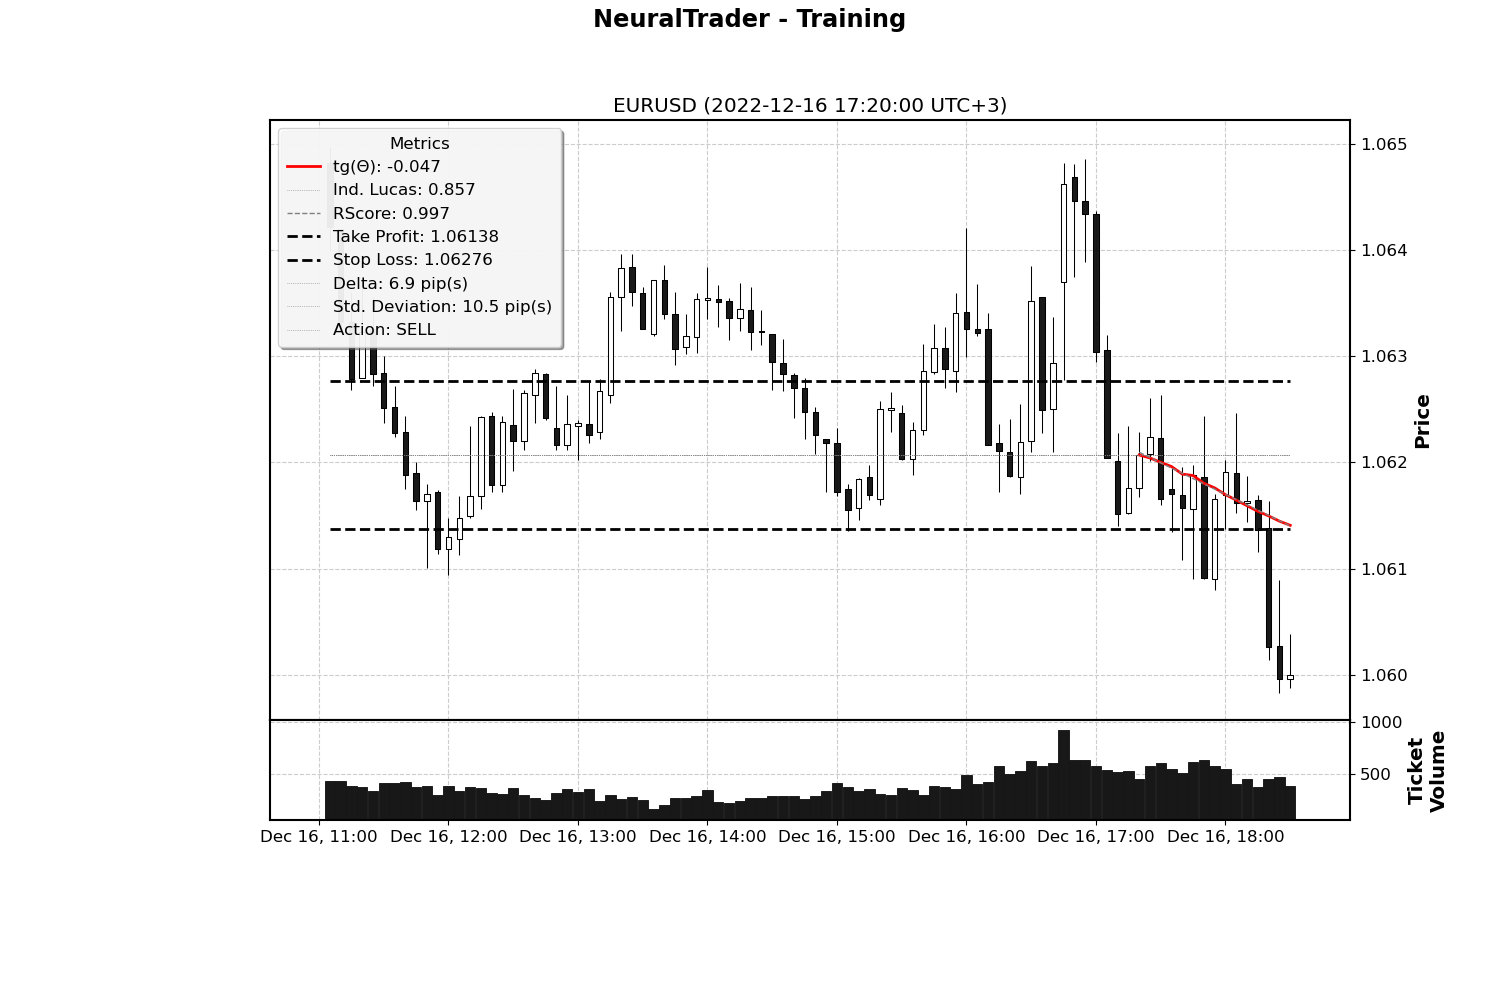 NeuralTrader - Training
EURUSD (2022-12-16 17:20:00 UTC+3)
Metrics
tg(Θ): -0.047
Ind. Lucas: 0.857
RScore: 0.997
Take Profit: 1.06138
Stop Loss: 1.06276
Delta: 6.9 pip(s)
Std. Deviation: 10.5 pip(s)
Action: SELL
1.065
1.064
1.063
1.062
1.061
1.060
Price
1000
500
Ticket
Volume
Dec 16, 11:00
Dec 16, 12:00
Dec 16, 13:00
Dec 16, 14:00
Dec 16, 15:00
Dec 16, 16:00
Dec 16, 17:00
Dec 16, 18:00